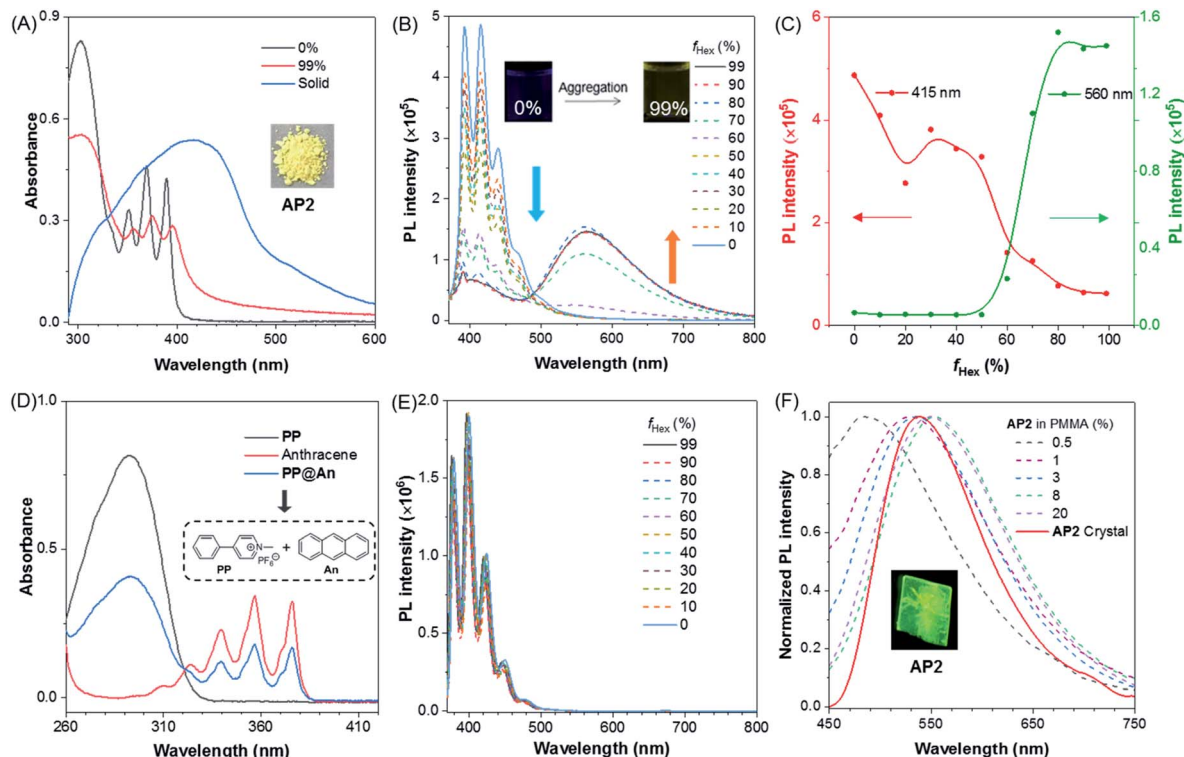 (A)
0.9
0.6
0.3
0.0
Absorbance
0%
99%
Solid
AP2
300
400
500
600
Wavelength (nm)
(B)
6
5
4
3
2
1
0
PL intensity (×10⁵)
0%
Aggregation
99%
f_Hex (%)
99
90
80
70
60
50
40
30
20
10
0
400
500
600
700
800
Wavelength (nm)
(C)
6
4
2
0
PL intensity (×10⁵)
415 nm
560 nm
1.6
1.2
0.8
0.4
0.0
PL intensity (×10⁵)
0
20
40
60
80
100
f_Hex (%)
(D)
1.0
0.5
0.0
Absorbance
PP
Anthracene
PP@An
N
⊕
PF₆⊖
+
PP
An
260
310
360
410
Wavelength (nm)
(E)
2.0
1.5
1.0
0.5
0.0
PL intensity (×10⁶)
f_Hex (%)
99
90
80
70
60
50
40
30
20
10
0
400
500
600
700
800
Wavelength (nm)
(F)
1.0
0.8
0.6
0.4
0.2
0.0
Normalized PL intensity
AP2 in PMMA (%)
0.5
1
3
8
20
AP2 Crystal
AP2
450
550
650
750
Wavelength (nm)